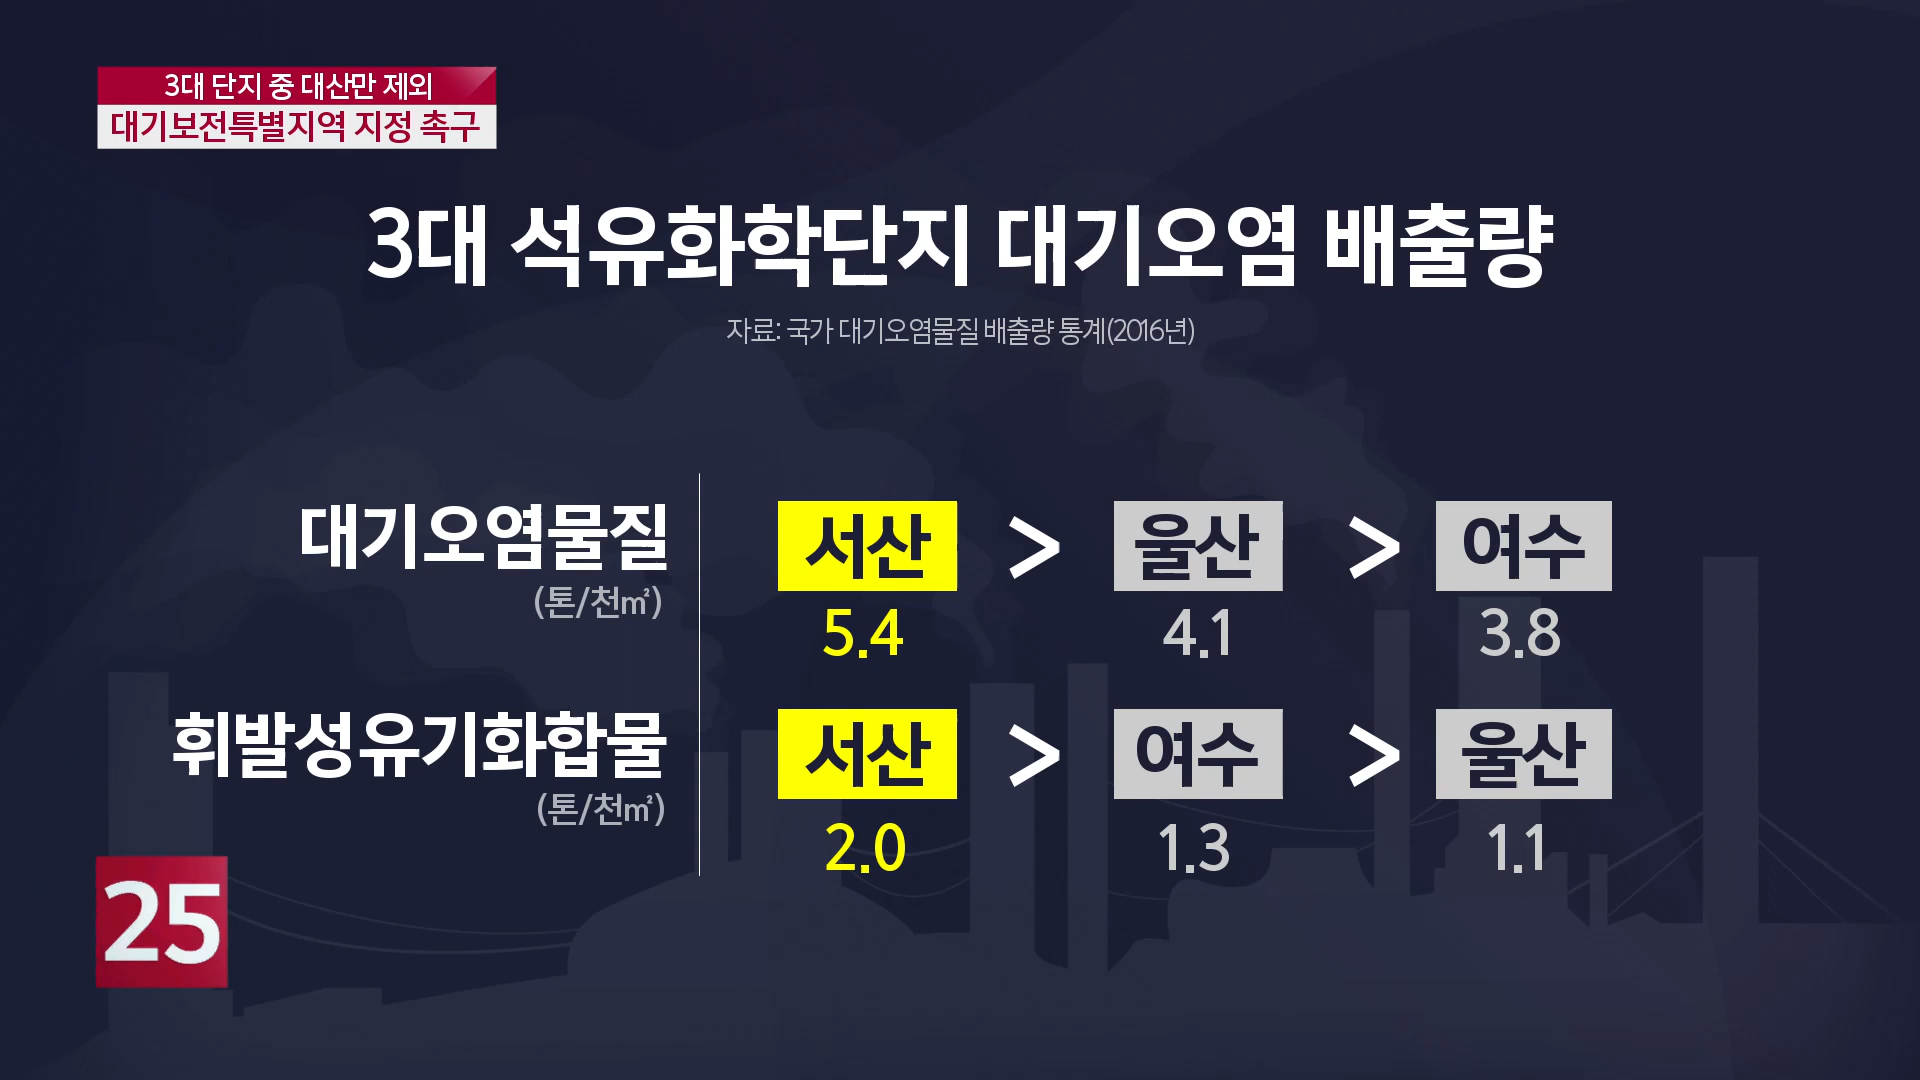 3대 단지 중 대산만 제외
대기보전특별지역 지정 촉구
3대 석유화학단지 대기오염 배출량
자료: 국가 대기오염물질 배출량 통계(2016년)
대기오염물질 서산 > 울산 > 여수
(톤/천㎡) 5.4 4.1 3.8
휘발성유기화합물 서산 > 여수 > 울산
(톤/천㎡) 2.0 1.3 1.1
25